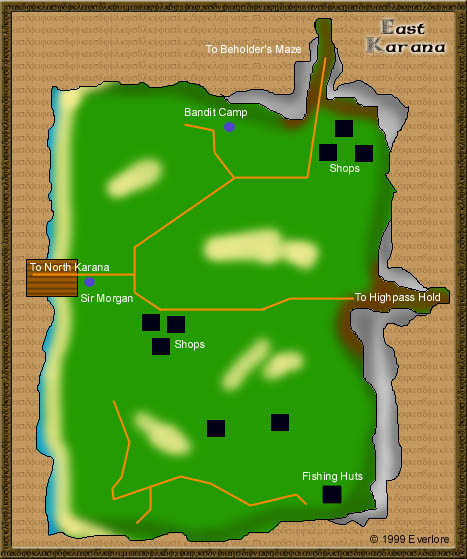 East
Karana
To Beholder's Maze
Bandit Camp
Shops
To North Karana
Sir Morgan
To Highpass Hold
Shops
Fishing Huts
© 1999 Everlore